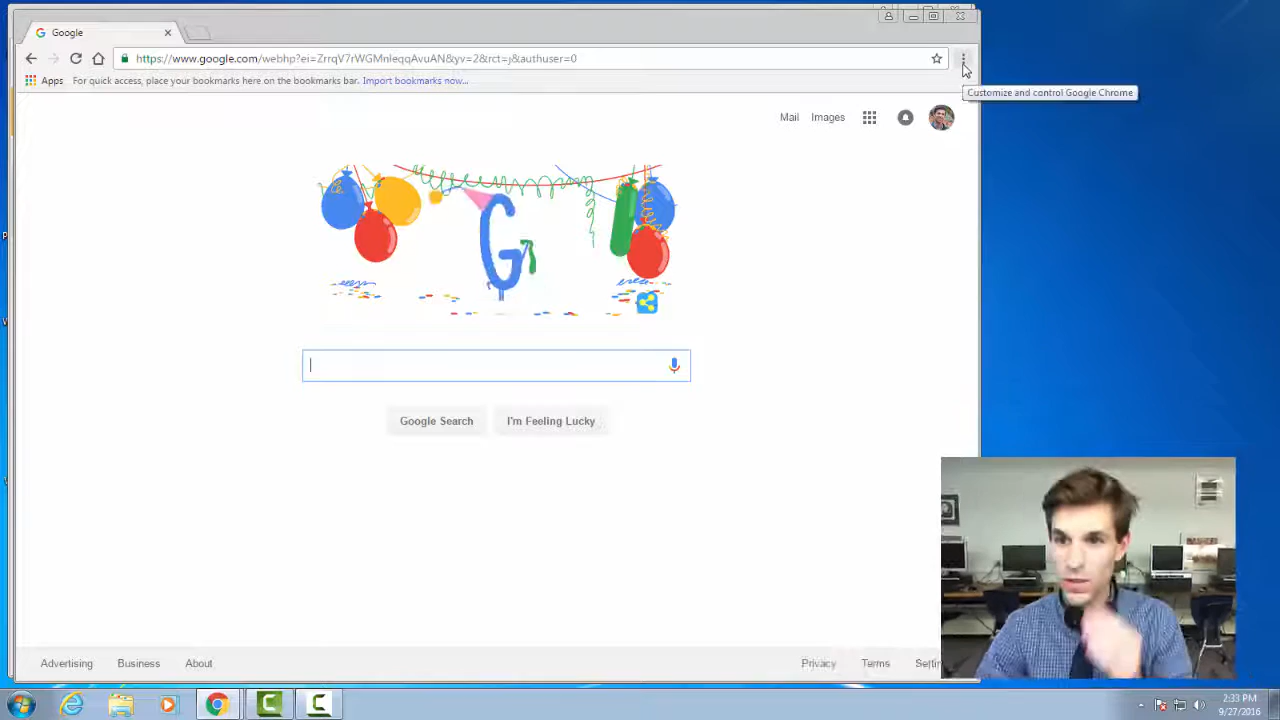 Google
https://www.google.com/webhp?ei=ZrrqV7rWGMnleqqAvuAN&yv=2&rct=j&authuser=0
Apps For quick access, place your bookmarks here on the bookmarks bar. Import bookmarks now...
Customize and control Google Chrome
Mail Images
G
Google Search I'm Feeling Lucky
Advertising Business About Privacy Terms
2:33 PM
9/27/2016